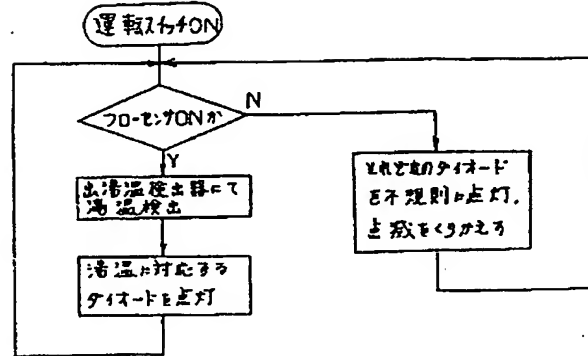 運転スイッチON
フローセンサONか
N
Y
出湯温検出器にて
湯温検出
湯温に対応する
ダイオードを点灯
それぞれのダイオード
を不規則に点灯,
点滅をくりかえす